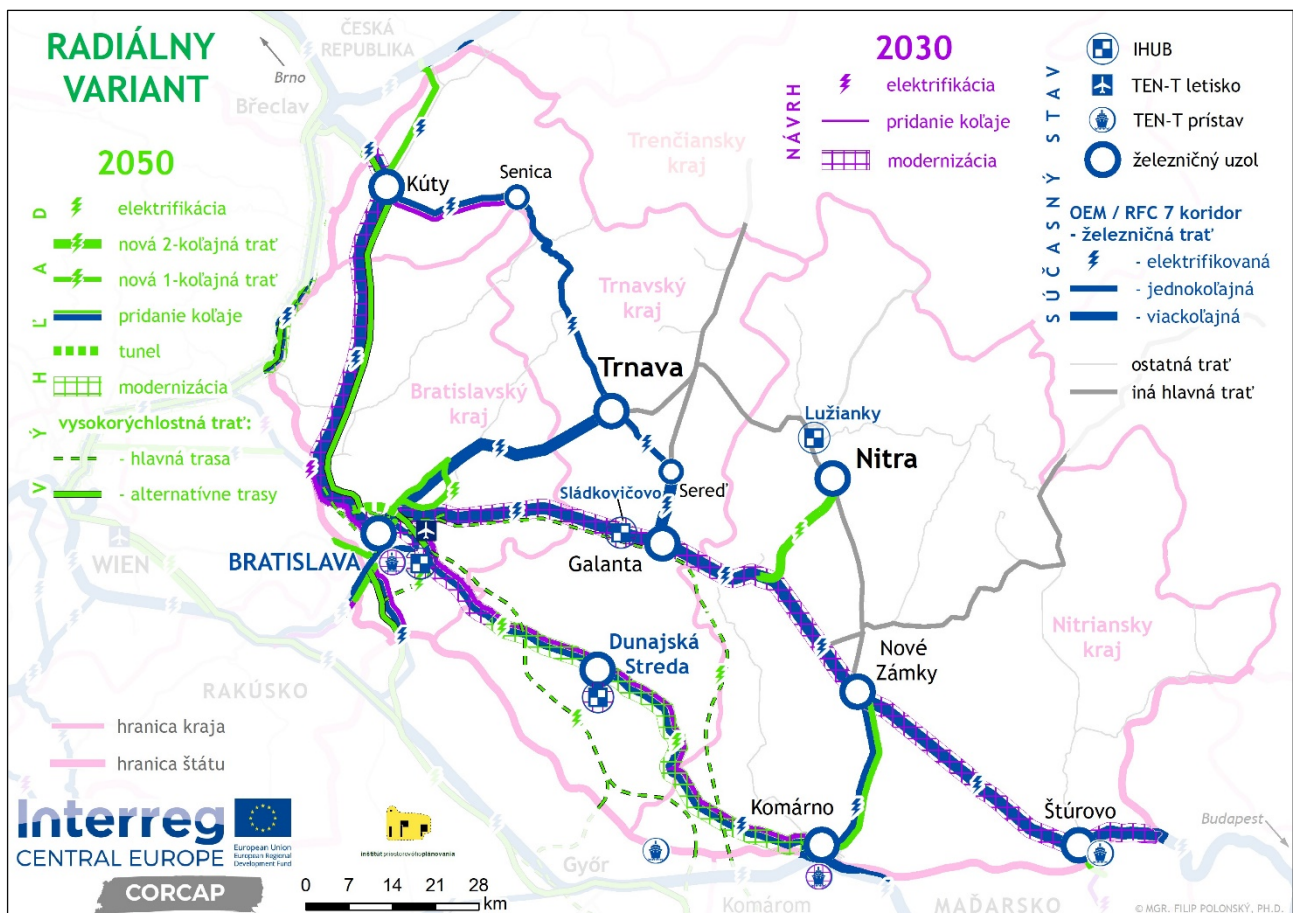 RADIÁLNY
VARIANT
2050
VÝHĽAD
elektrifikácia
nová 2-koľajná trať
nová 1-koľajná trať
pridanie koľaje
tunel
modernizácia
vysokorýchlostná trať:
- hlavná trasa
- alternatívne trasy
2030
NÁVRH
elektrifikácia
pridanie koľaje
modernizácia
SÚČASNÝ STAV
IHUB
TEN-T letisko
TEN-T prístav
železničný uzol
OEM / RFC 7 koridor
- železničná trať
- elektrifikovaná
- jednokoľajná
- viackoľajná
ostatná trať
iná hlavná trať
ČESKÁ
REPUBLIKA
Brno
Břeclav
Kúty
Senica
Trenčiansky
kraj
Trnavský
kraj
Trnava
Bratislavský
kraj
Lužianky
Nitra
Sereď
Sládkovičovo
Galanta
WIEN
BRATISLAVA
Dunajská
Streda
Nové
Zámky
Nitriansky
kraj
RAKÚSKO
hranica kraja
hranica štátu
Komárno
Štúrovo
Budapest
Győr
Komárom
MAĎARSKO
Interreg
CENTRAL EUROPE
European Union
European Regional
Development Fund
CORCAP
inštitút priestorového plánovania
0 7 14 21 28
km
© MGR. FILIP POLONSKÝ, PH.D.